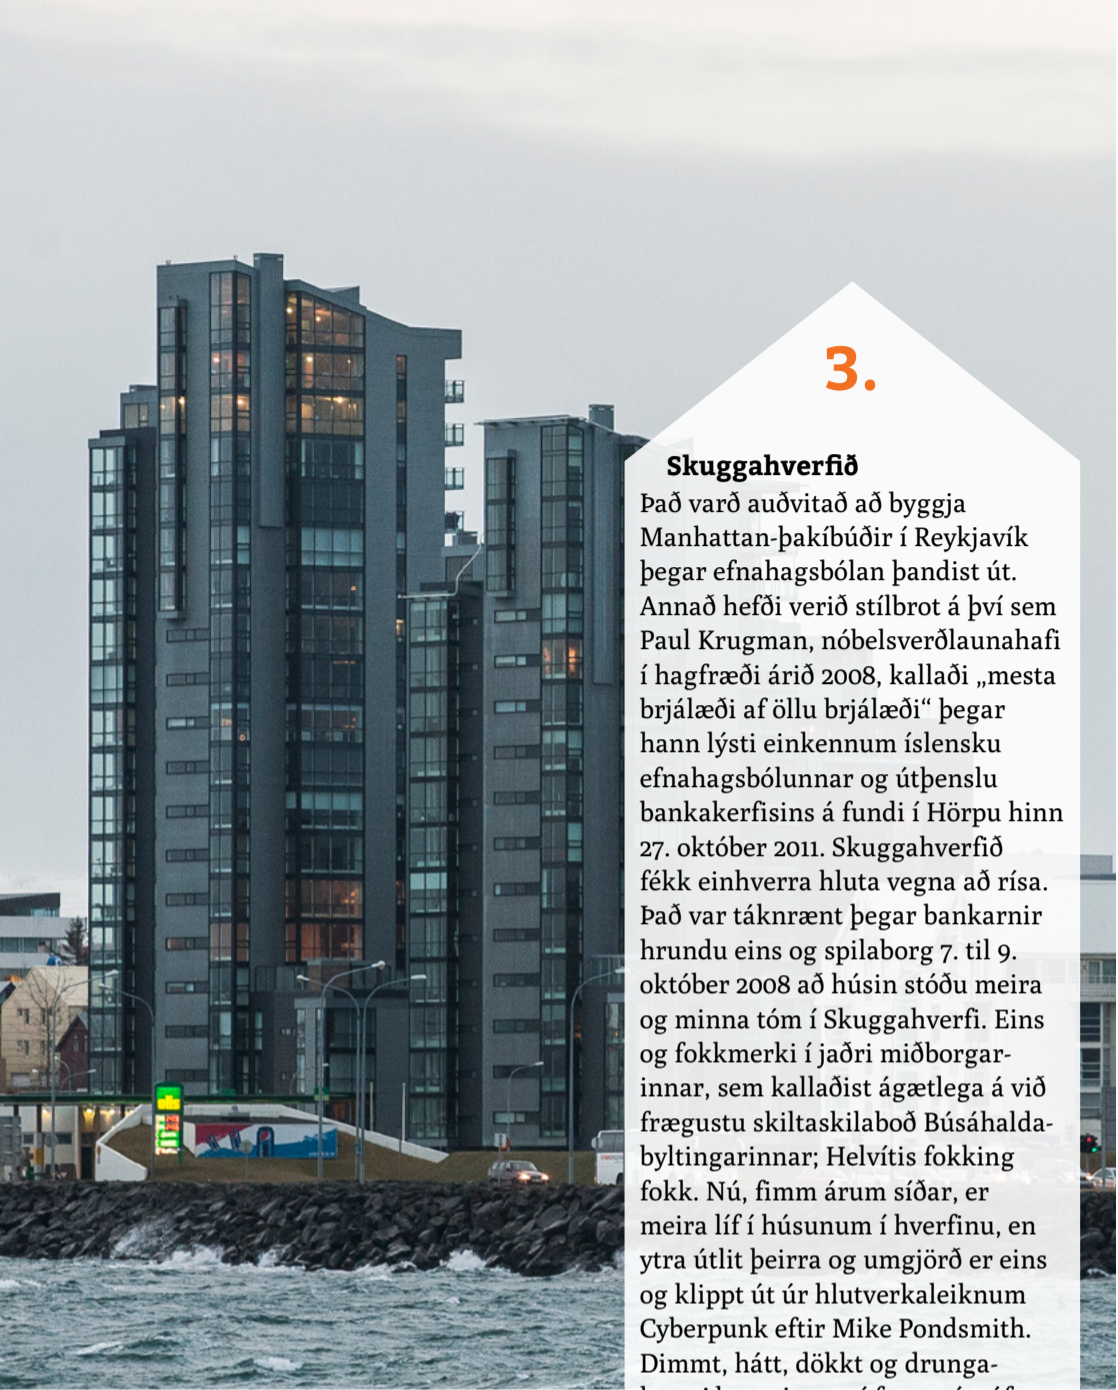 3.
Skuggahverfið
Það varð auðvitað að byggja
Manhattan-þakíbúðir í Reykjavík
þegar efnahagsbólan þandist út.
Annað hefði verið stílbrot á því sem
Paul Krugman, nóbelsverðlaunahafi
í hagfræði árið 2008, kallaði „mesta
brjálæði af öllu brjálæði“ þegar
hann lýsti einkennum íslensku
efnahagsbólunnar og útþenslu
bankakerfisins á fundi í Hörpu hinn
27. október 2011. Skuggahverfið
fékk einhverra hluta vegna að rísa.
Það var táknrænt þegar bankarnir
hrundu eins og spilaborg 7. til 9.
október 2008 að húsin stóðu meira
og minna tóm í Skuggahverfi. Eins
og fokkmerki í jaðri miðborgar-
innar, sem kallaðist ágætlega á við
frægustu skiltaskilaboð Búsáhalda-
byltingarinnar; Helvítis fokking
fokk. Nú, fimm árum síðar, er
meira líf í húsunum í hverfinu, en
ytra útlit þeirra og umgjörð er eins
og klippt út úr hlutverkaleiknum
Cyberpunk eftir Mike Pondsmith.
Dimmt, hátt, dökkt og drunga-
olís